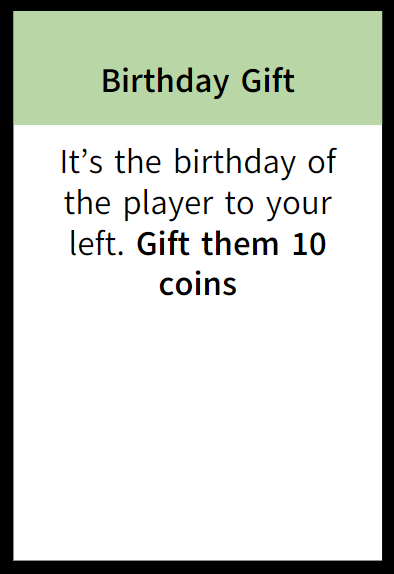 Birthday Gift
It’s the birthday of
the player to your
left. Gift them 10
coins